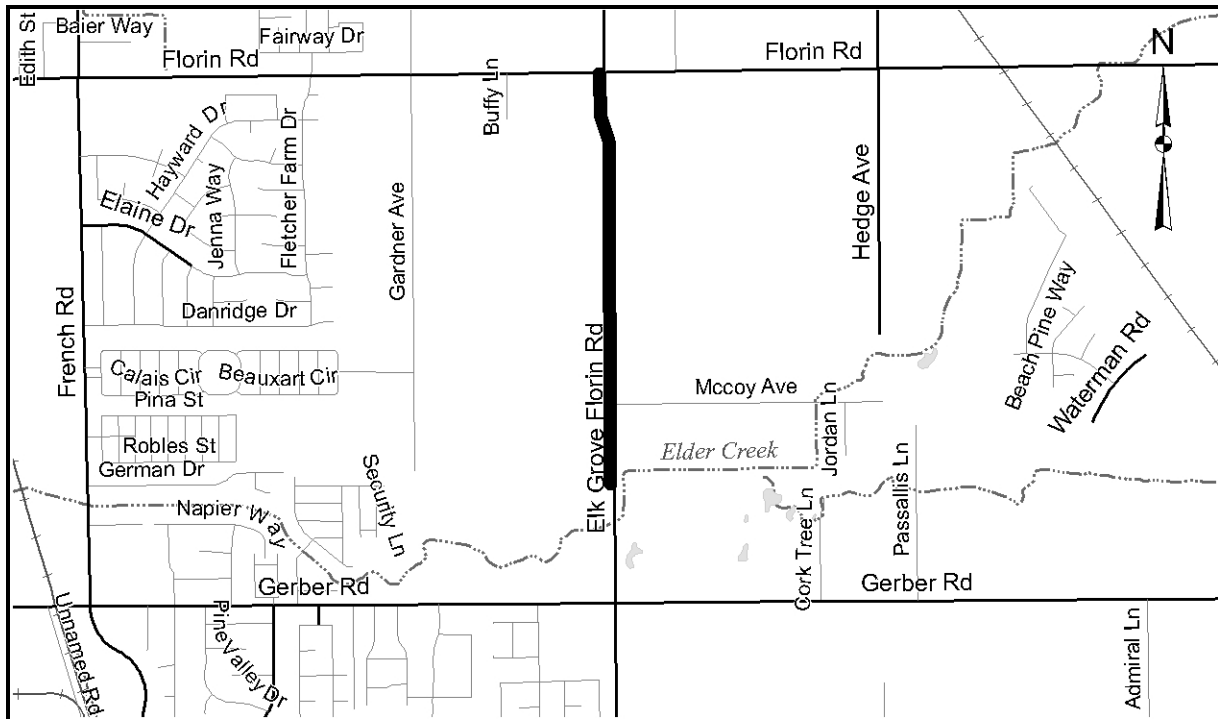 Edith St
Baier Way
Fairway Dr
Florin Rd
Florin Rd
N
Buffy Ln
Hayward Dr
Fletcher Farm Dr
Jenna Way
Elaine Dr
Gardner Ave
Hedge Ave
Danridge Dr
French Rd
Calais Cir
Beauxart Cir
Pina St
Elk Grove Florin Rd
Mccoy Ave
Beach Pine Way
Waterman Rd
Robles St
German Dr
Security Ln
Elder Creek
Jordan Ln
Passallis Ln
Napier Way
Cork Tree Ln
Gerber Rd
Gerber Rd
Unnamed Rd
Pine Valley Dr
Admiral Ln